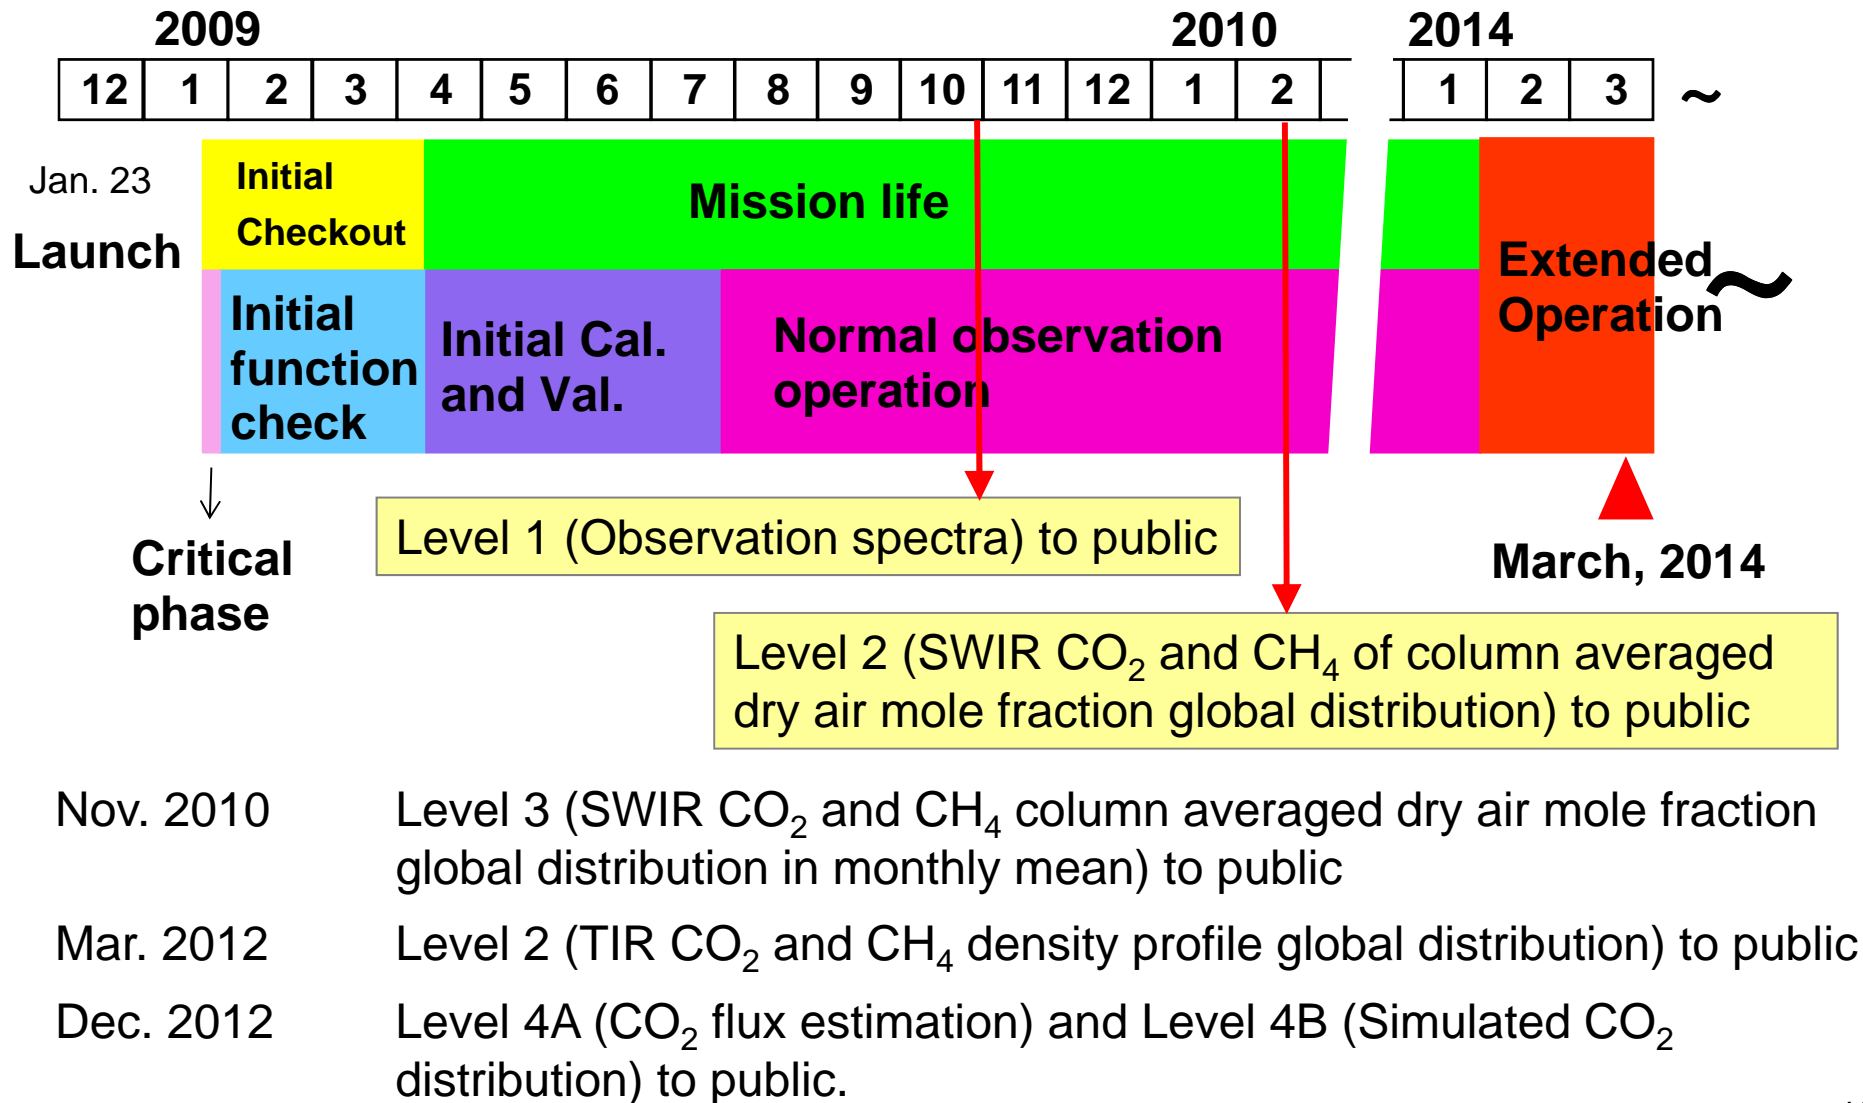 2009 2010 2014
12 1 2 3 4 5 6 7 8 9 10 11 12 1 2 1 2 3 ~
Jan. 23
Launch
Initial
Checkout
Mission life
Extended
Operation
~
Initial
function
check
Initial Cal.
and Val.
Normal observation
operation
Critical
phase
Level 1 (Observation spectra) to public
March, 2014
Level 2 (SWIR CO₂ and CH₄ of column averaged
dry air mole fraction global distribution) to public
Nov. 2010 Level 3 (SWIR CO₂ and CH₄ column averaged dry air mole fraction
global distribution in monthly mean) to public
Mar. 2012 Level 2 (TIR CO₂ and CH₄ density profile global distribution) to public
Dec. 2012 Level 4A (CO₂ flux estimation) and Level 4B (Simulated CO₂
distribution) to public.